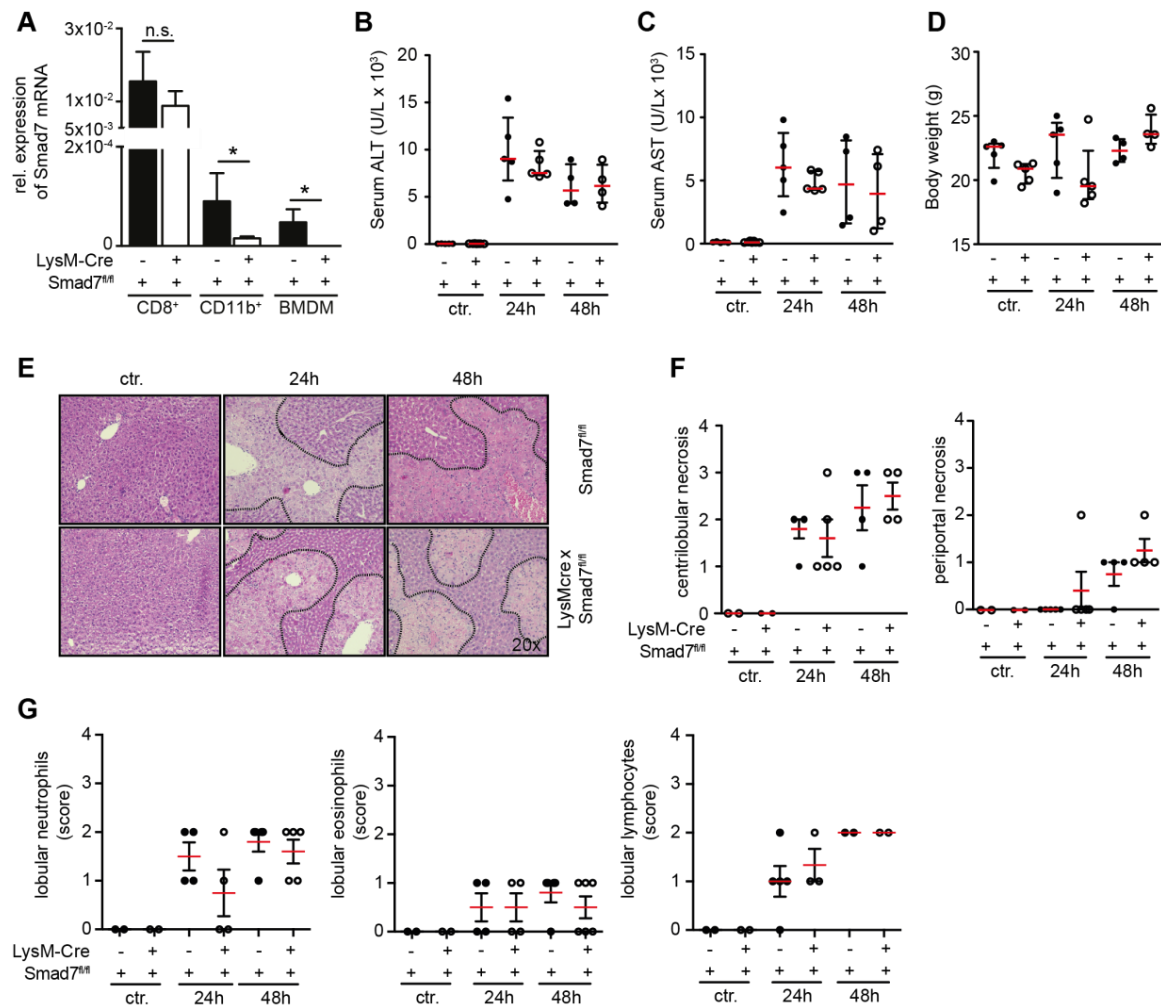 A
rel. expression
of Smad7 mRNA
3x10⁻²
1x10⁻²
5x10⁻³
2x10⁻⁴
0
n.s.
*
*
LysM-Cre - + - + - +
Smad7fl/fl + + + + + +
CD8⁺ CD11b⁺ BMDM
B
Serum ALT (U/L x 10³)
20
15
10
5
0
- + - + - +
+ + + + + +
ctr. 24h 48h
C
Serum AST (U/Lx 10³)
15
10
5
0
- + - + - +
+ + + + + +
ctr. 24h 48h
D
Body weight (g)
30
25
20
15
- + - + - +
+ + + + + +
ctr. 24h 48h
E
ctr. 24h 48h
Smad7fl/fl
LysMcre x
Smad7fl/fl
20x
F
centrilobular necrosis
4
3
2
1
0
LysM-Cre - + - + - +
Smad7fl/fl + + + + + +
ctr. 24h 48h
periportal necrosis
4
3
2
1
0
- + - + - +
+ + + + + +
ctr. 24h 48h
G
lobular neutrophils
(score)
4
3
2
1
0
LysM-Cre - + - + - +
Smad7fl/fl + + + + + +
ctr. 24h 48h
lobular eosinophils
(score)
4
3
2
1
0
- + - + - +
+ + + + + +
ctr. 24h 48h
lobular lymphocytes
(score)
4
3
2
1
0
- + - + - +
+ + + + + +
ctr. 24h 48h